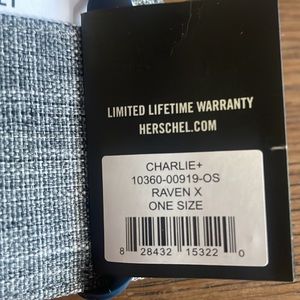 LIMITED LIFETIME WARRANTY
HERSCHEL.COM
CHARLIE+
10360-00919-OS
RAVEN X
ONE SIZE
8 28432 15322 0